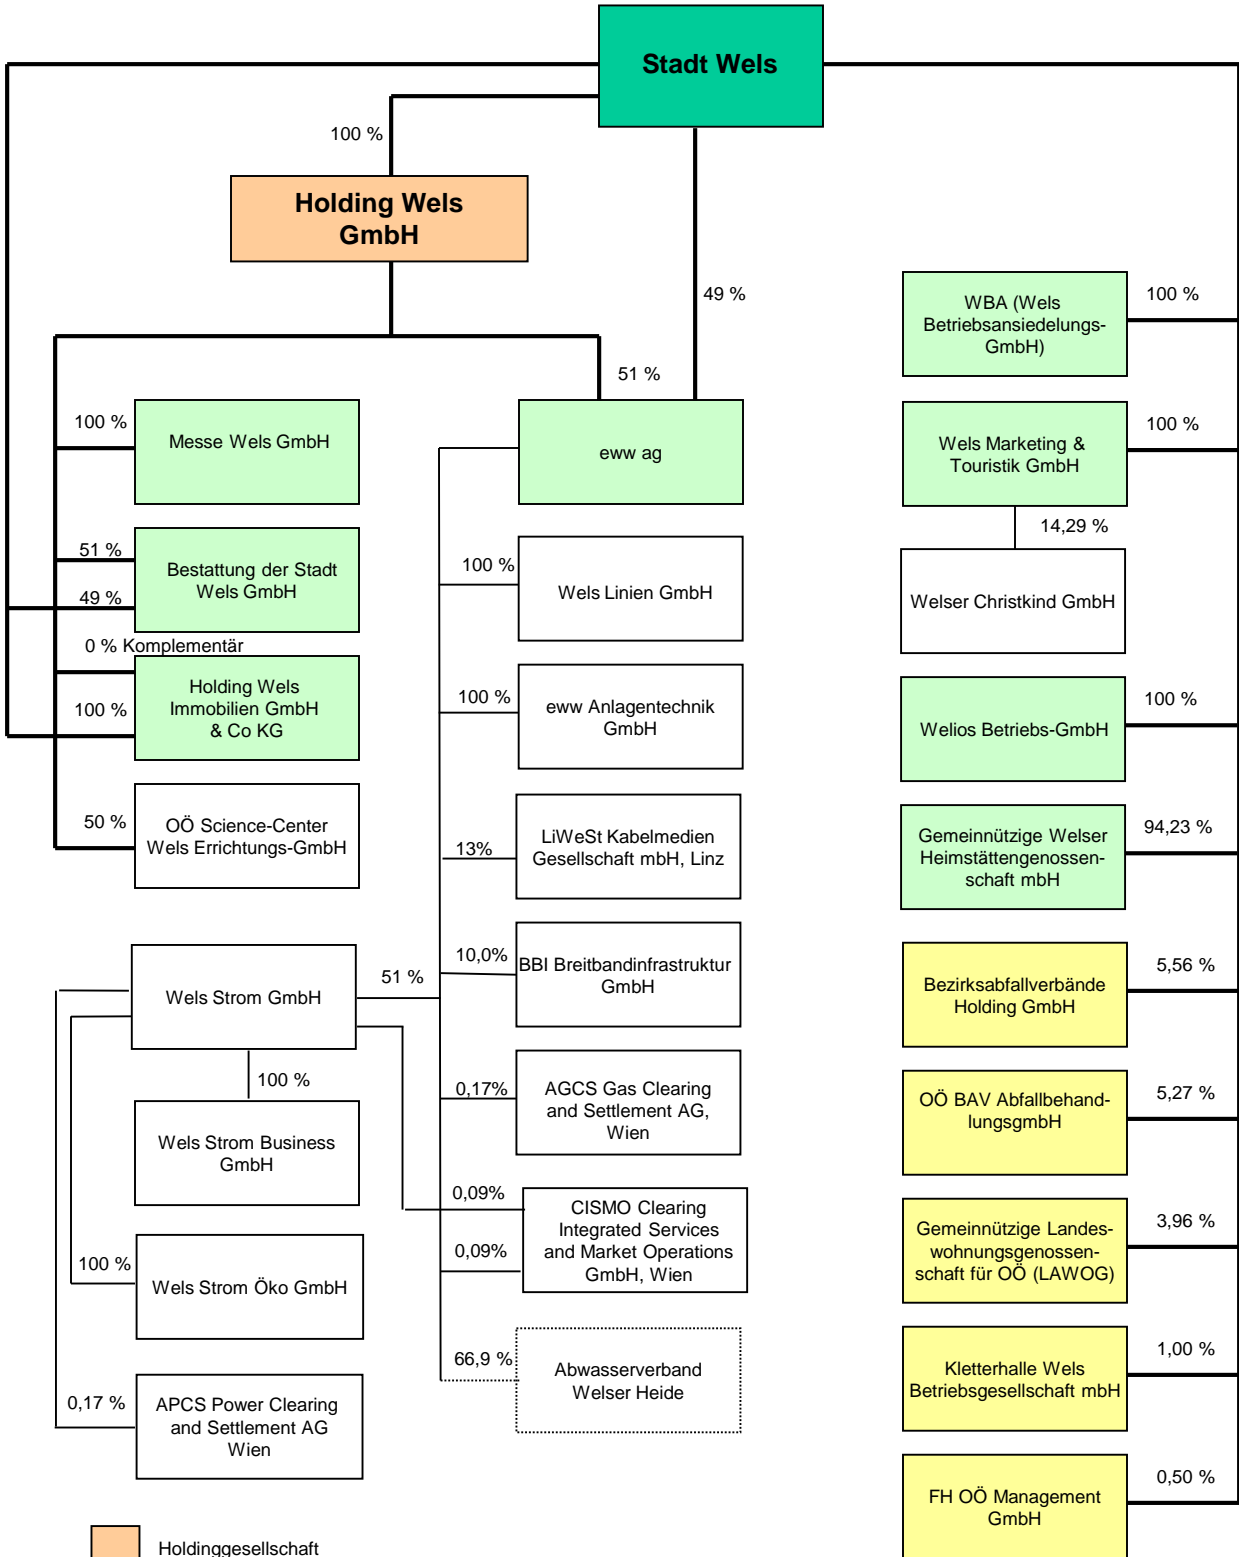 Stadt Wels
100 %
Holding Wels
GmbH
49 %
51 %
100 %
Messe Wels GmbH
51 %
Bestattung der Stadt
Wels GmbH
49 %
0 % Komplementär
Holding Wels
Immobilien GmbH
& Co KG
100 %
50 %
OÖ Science-Center
Wels Errichtungs-GmbH
eww ag
100 %
Wels Linien GmbH
100 %
eww Anlagentechnik
GmbH
13%
LiWeSt Kabelmedien
Gesellschaft mbH, Linz
10,0%
BBI Breitbandinfrastruktur
GmbH
51 %
Wels Strom GmbH
100 %
Wels Strom Business
GmbH
100 %
Wels Strom Öko GmbH
0,17 %
APCS Power Clearing
and Settlement AG
Wien
0,17%
AGCS Gas Clearing
and Settlement AG,
Wien
0,09%
0,09%
CISMO Clearing
Integrated Services
and Market Operations
GmbH, Wien
66,9 %
Abwasserverband
Welser Heide
WBA (Wels
Betriebsansiedelungs-
GmbH)
100 %
Wels Marketing &
Touristik GmbH
100 %
14,29 %
Welser Christkind GmbH
Welios Betriebs-GmbH
100 %
Gemeinnützige Welser
Heimstättengenossen-
schaft mbH
94,23 %
Bezirksabfallverbände
Holding GmbH
5,56 %
OÖ BAV Abfallbehand-
lungsgmbH
5,27 %
Gemeinnützige Landes-
wohnungsgenossen-
schaft für OÖ (LAWOG)
3,96 %
Kletterhalle Wels
Betriebsgesellschaft mbH
1,00 %
FH OÖ Management
GmbH
0,50 %
Holdinggesellschaft